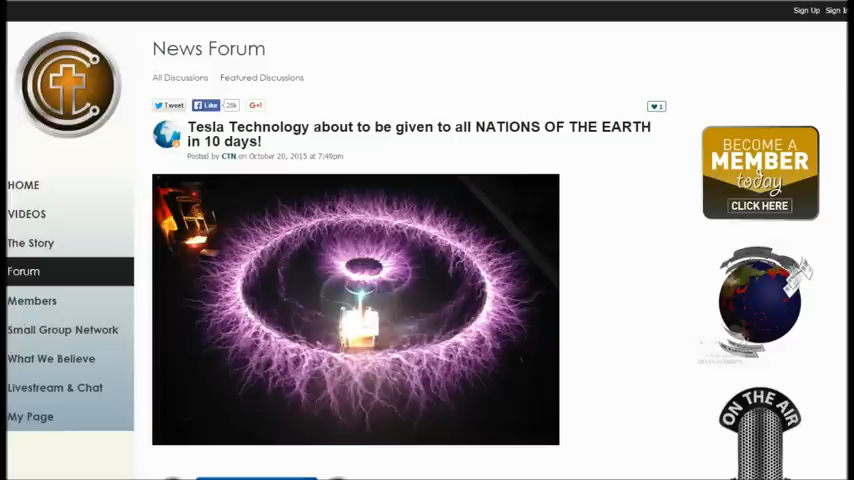 Sign Up Sign In
News Forum
All Discussions Featured Discussions
Tweet Like 28k G+1
1
Tesla Technology about to be given to all NATIONS OF THE EARTH
in 10 days!
Posted by CTN on October 20, 2015 at 7:49pm
HOME
VIDEOS
The Story
Forum
Members
Small Group Network
What We Believe
Livestream & Chat
My Page
BECOME A
MEMBER
today
CLICK HERE
ON THE AIR